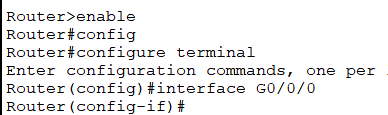 Router>enable
Router#config
Router#configure terminal
Enter configuration commands, one per
Router(config)#interface G0/0/0
Router(config-if)#